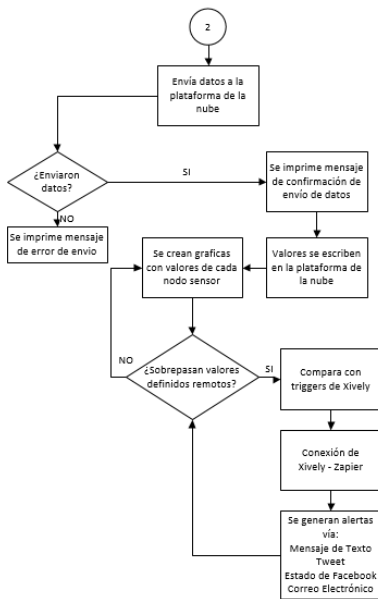 2
Envía datos a la
plataforma de la
nube
¿Enviaron
datos?
SI
Se imprime mensaje
de confirmación de
envío de datos
NO
Se imprime mensaje
de error de envio
Se crean graficas
con valores de cada
nodo sensor
Valores se escriben
en la plataforma de
la nube
¿Sobrepasan valores
definidos remotos?
NO
SI
Compara con
triggers de Xively
Conexión de
Xively - Zapier
Se generan alertas
vía:
Mensaje de Texto
Tweet
Estado de Facebook
Correo Electrónico